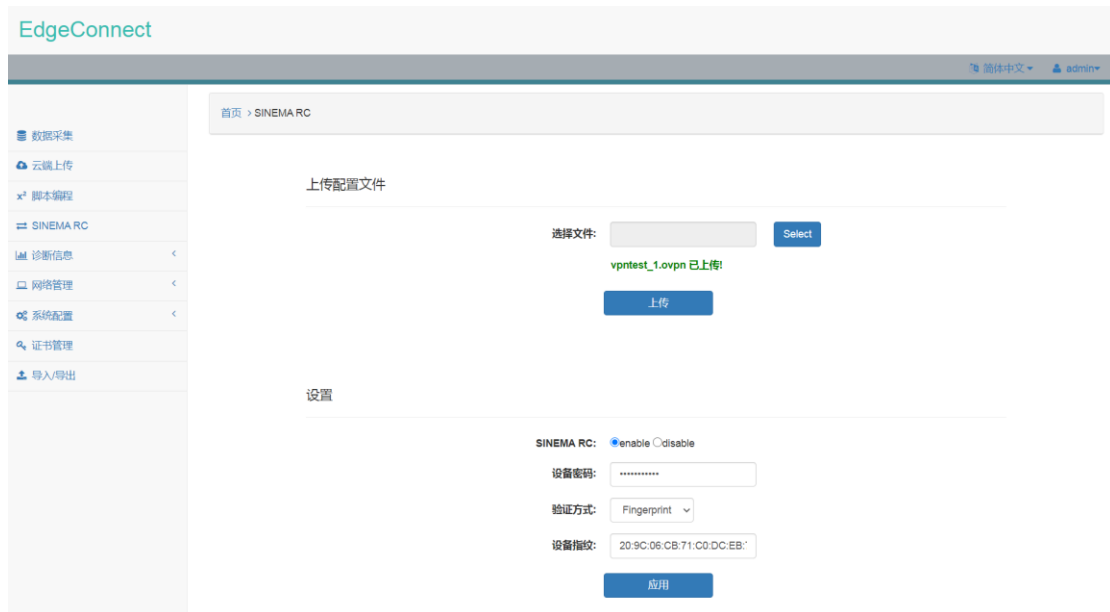 EdgeConnect
简体中文 admin
首页 > SINEMA RC
数据采集
云端上传
x² 脚本编程
SINEMA RC
诊断信息
网络管理
系统配置
证书管理
导入/导出
上传配置文件
选择文件: Select
vpntest_1.ovpn 已上传!
上传
设置
SINEMA RC: enable disable
设备密码: •••••••••••
验证方式: Fingerprint
设备指纹: 20:9C:06:CB:71:C0:DC:EB:
应用